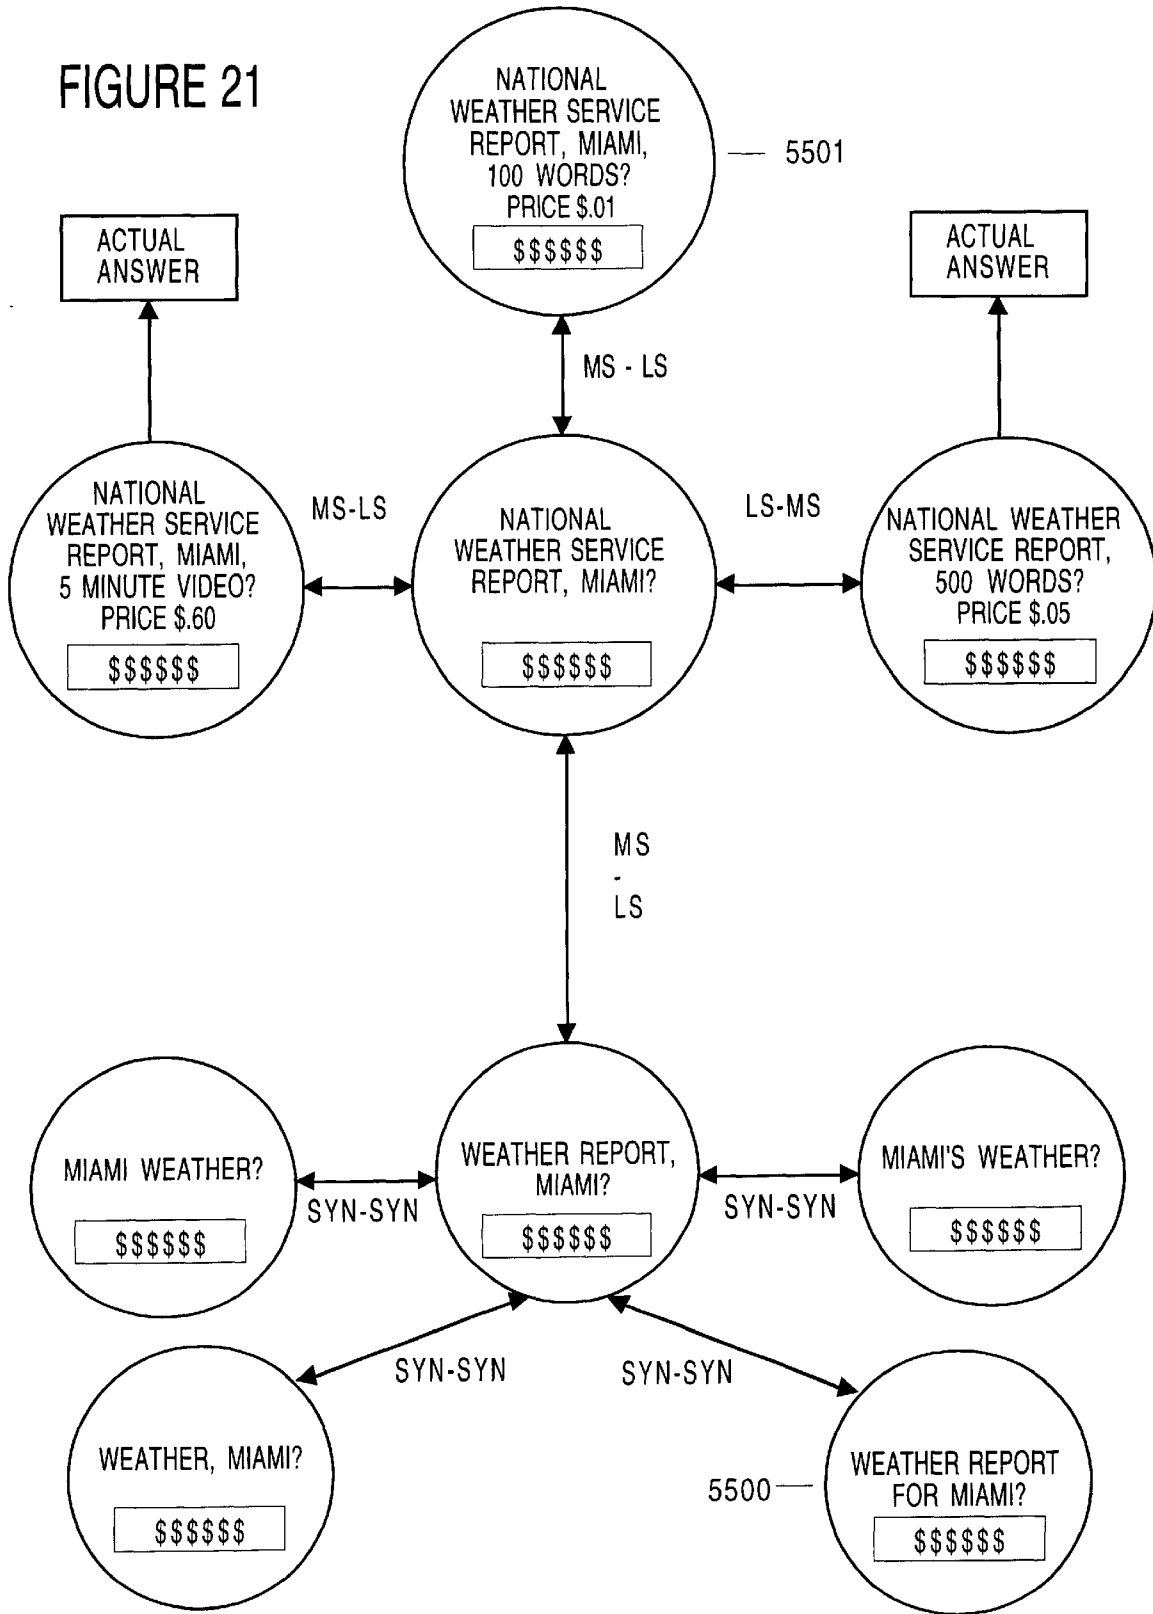 FIGURE 21
NATIONAL
WEATHER SERVICE
REPORT, MIAMI,
100 WORDS?
PRICE $.01
$$$$$$
5501
ACTUAL
ANSWER
ACTUAL
ANSWER
MS - LS
NATIONAL
WEATHER SERVICE
REPORT, MIAMI,
5 MINUTE VIDEO?
PRICE $.60
$$$$$$
MS-LS
NATIONAL
WEATHER SERVICE
REPORT, MIAMI?
$$$$$$
LS-MS
NATIONAL WEATHER
SERVICE REPORT,
500 WORDS?
PRICE $.05
$$$$$$
MS
-
LS
MIAMI WEATHER?
$$$$$$
SYN-SYN
WEATHER REPORT,
MIAMI?
$$$$$$
SYN-SYN
MIAMI'S WEATHER?
$$$$$$
SYN-SYN
SYN-SYN
WEATHER, MIAMI?
$$$$$$
5500
WEATHER REPORT
FOR MIAMI?
$$$$$$